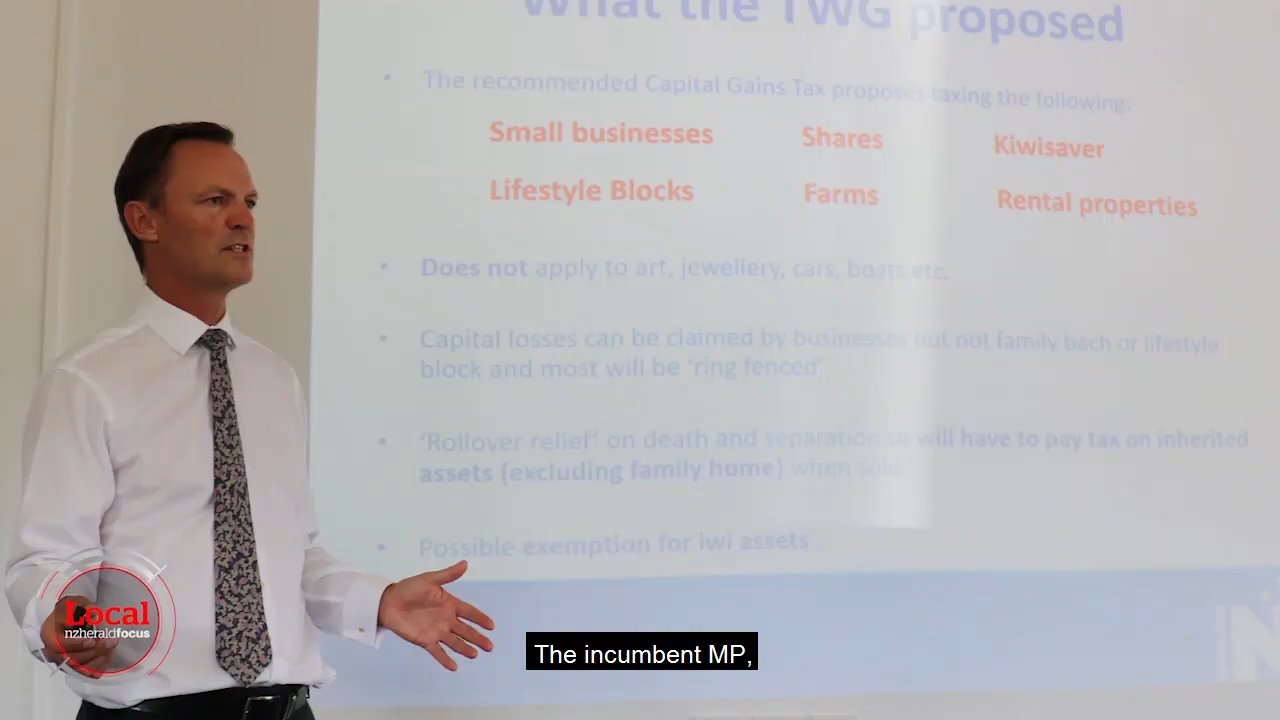 What the TWG proposed
• The recommended Capital Gains Tax proposes taxing the following:
Small businesses Shares Kiwisaver
Lifestyle Blocks Farms Rental properties
• Does not apply to art, jewellery, cars, boats etc.
• Capital losses can be claimed by businesses but not family bach or lifestyle
block and most will be 'ring fenced'
• 'Rollover relief' on death and separation so will have to pay tax on inherited
assets (excluding family home) when sold
• Possible exemption for iwi assets
Local
nzheraldfocus
The incumbent MP,